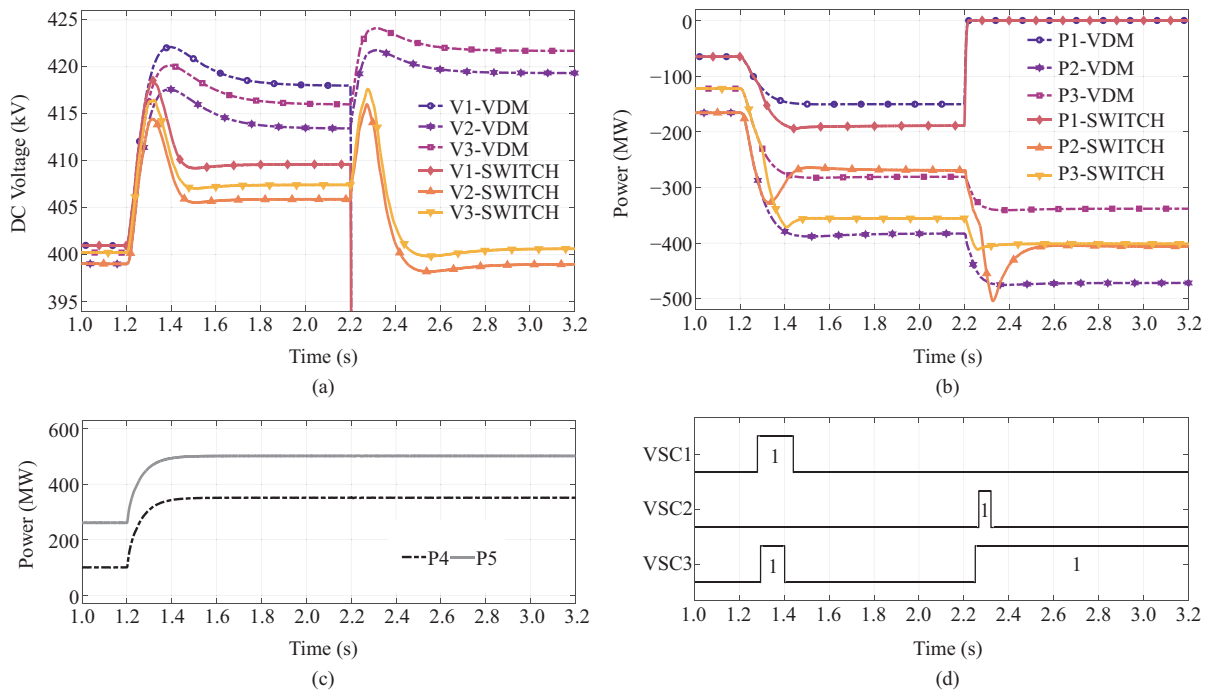 425
420
415
410
405
400
395
DC Voltage (kV)
V1-VDM
V2-VDM
V3-VDM
V1-SWITCH
V2-SWITCH
V3-SWITCH
1.0 1.2 1.4 1.6 1.8 2.0 2.2 2.4 2.6 2.8 3.0 3.2
Time (s)
(a)
0
−100
−200
−300
−400
−500
Power (MW)
P1-VDM
P2-VDM
P3-VDM
P1-SWITCH
P2-SWITCH
P3-SWITCH
1.0 1.2 1.4 1.6 1.8 2.0 2.2 2.4 2.6 2.8 3.0 3.2
Time (s)
(b)
600
400
200
0
Power (MW)
P4 P5
1.0 1.2 1.4 1.6 1.8 2.0 2.2 2.4 2.6 2.8 3.0 3.2
Time (s)
(c)
VSC1
1
VSC2
1
VSC3
1 1
1.0 1.2 1.4 1.6 1.8 2.0 2.2 2.4 2.6 2.8 3.0 3.2
Time (s)
(d)